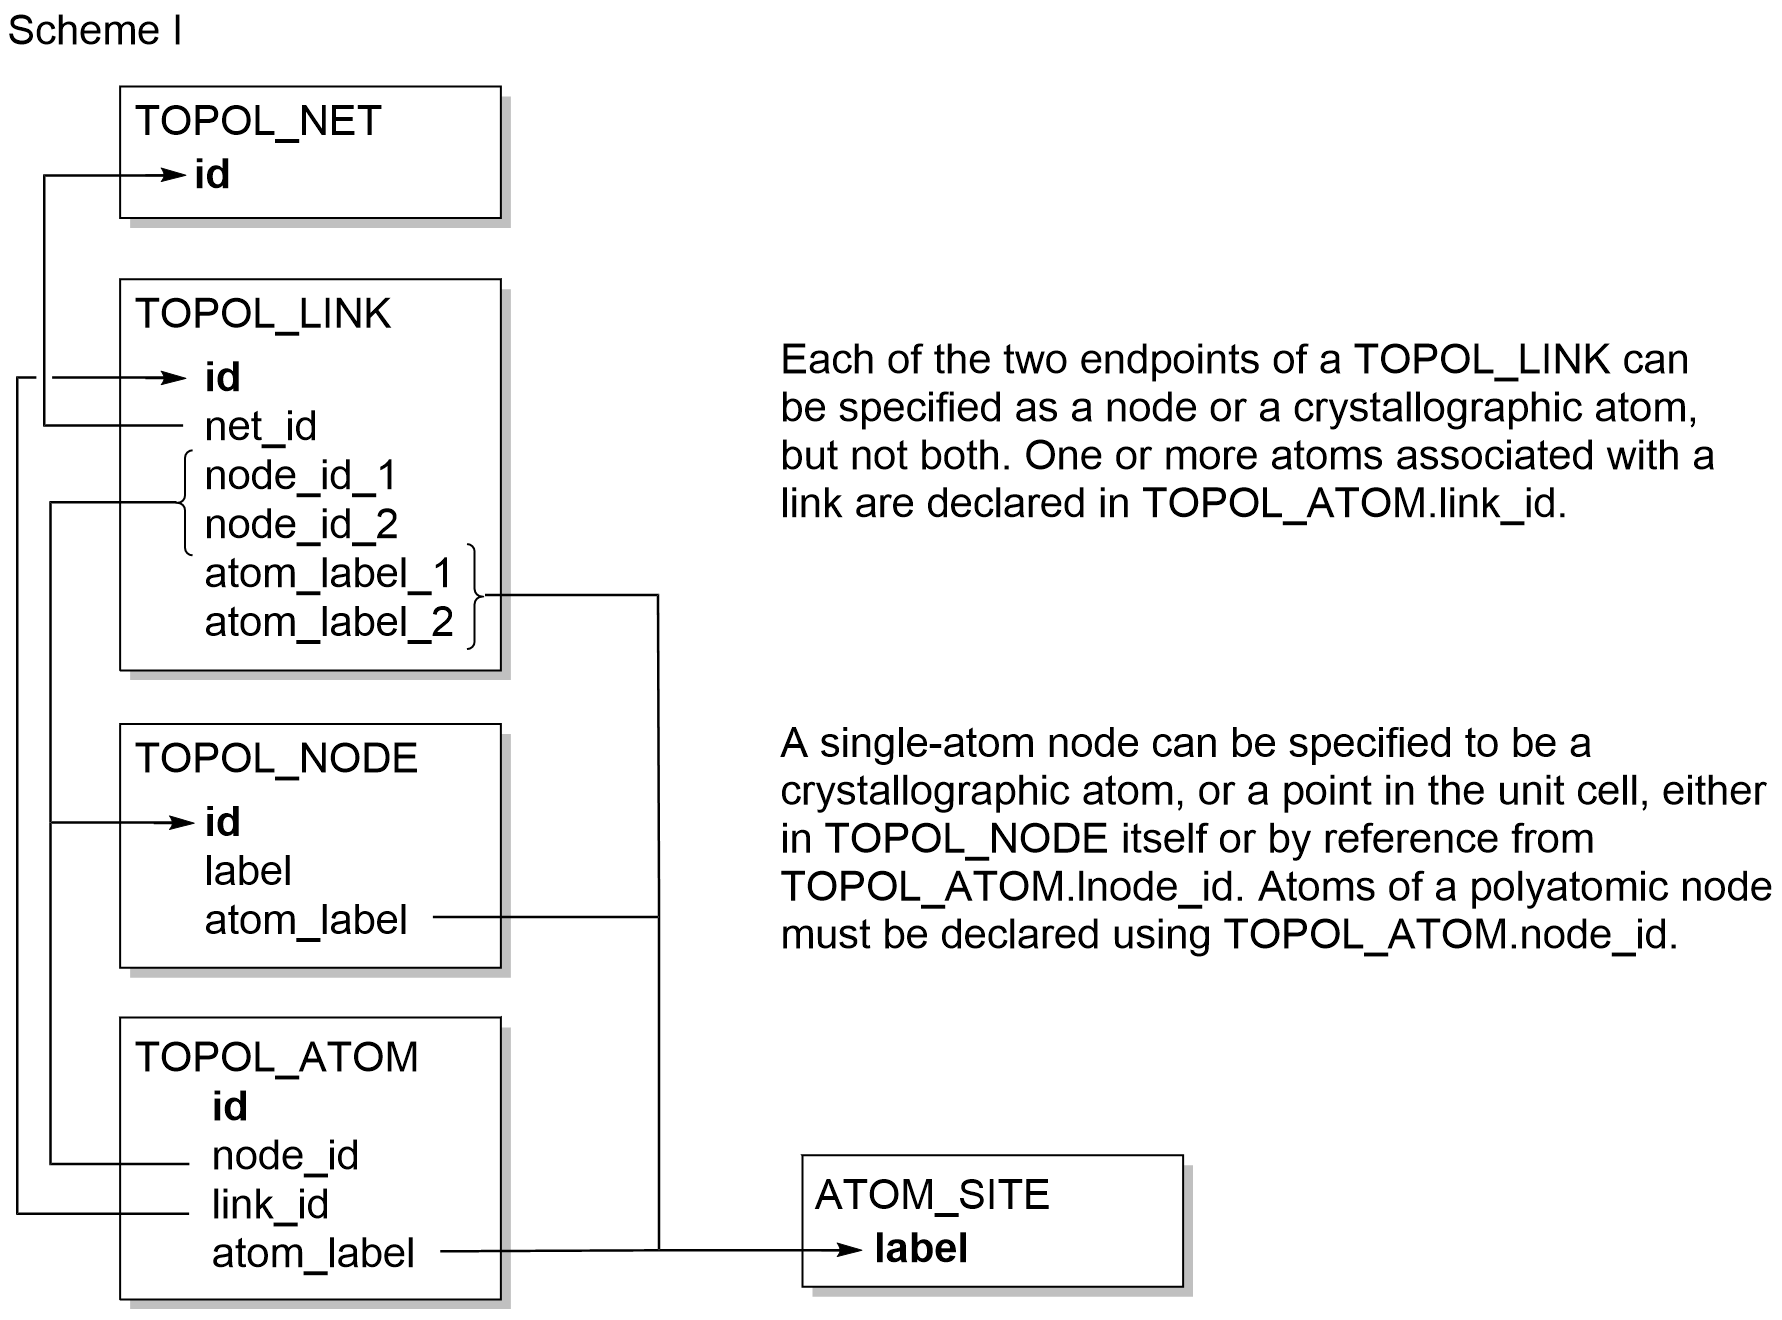 Scheme I
TOPOL_NET
id
TOPOL_LINK
id
net_id
node_id_1
node_id_2
atom_label_1
atom_label_2
Each of the two endpoints of a TOPOL_LINK can
be specified as a node or a crystallographic atom,
but not both. One or more atoms associated with a
link are declared in TOPOL_ATOM.link_id.
TOPOL_NODE
id
label
atom_label
A single-atom node can be specified to be a
crystallographic atom, or a point in the unit cell, either
in TOPOL_NODE itself or by reference from
TOPOL_ATOM.lnode_id. Atoms of a polyatomic node
must be declared using TOPOL_ATOM.node_id.
TOPOL_ATOM
id
node_id
link_id
atom_label
ATOM_SITE
label